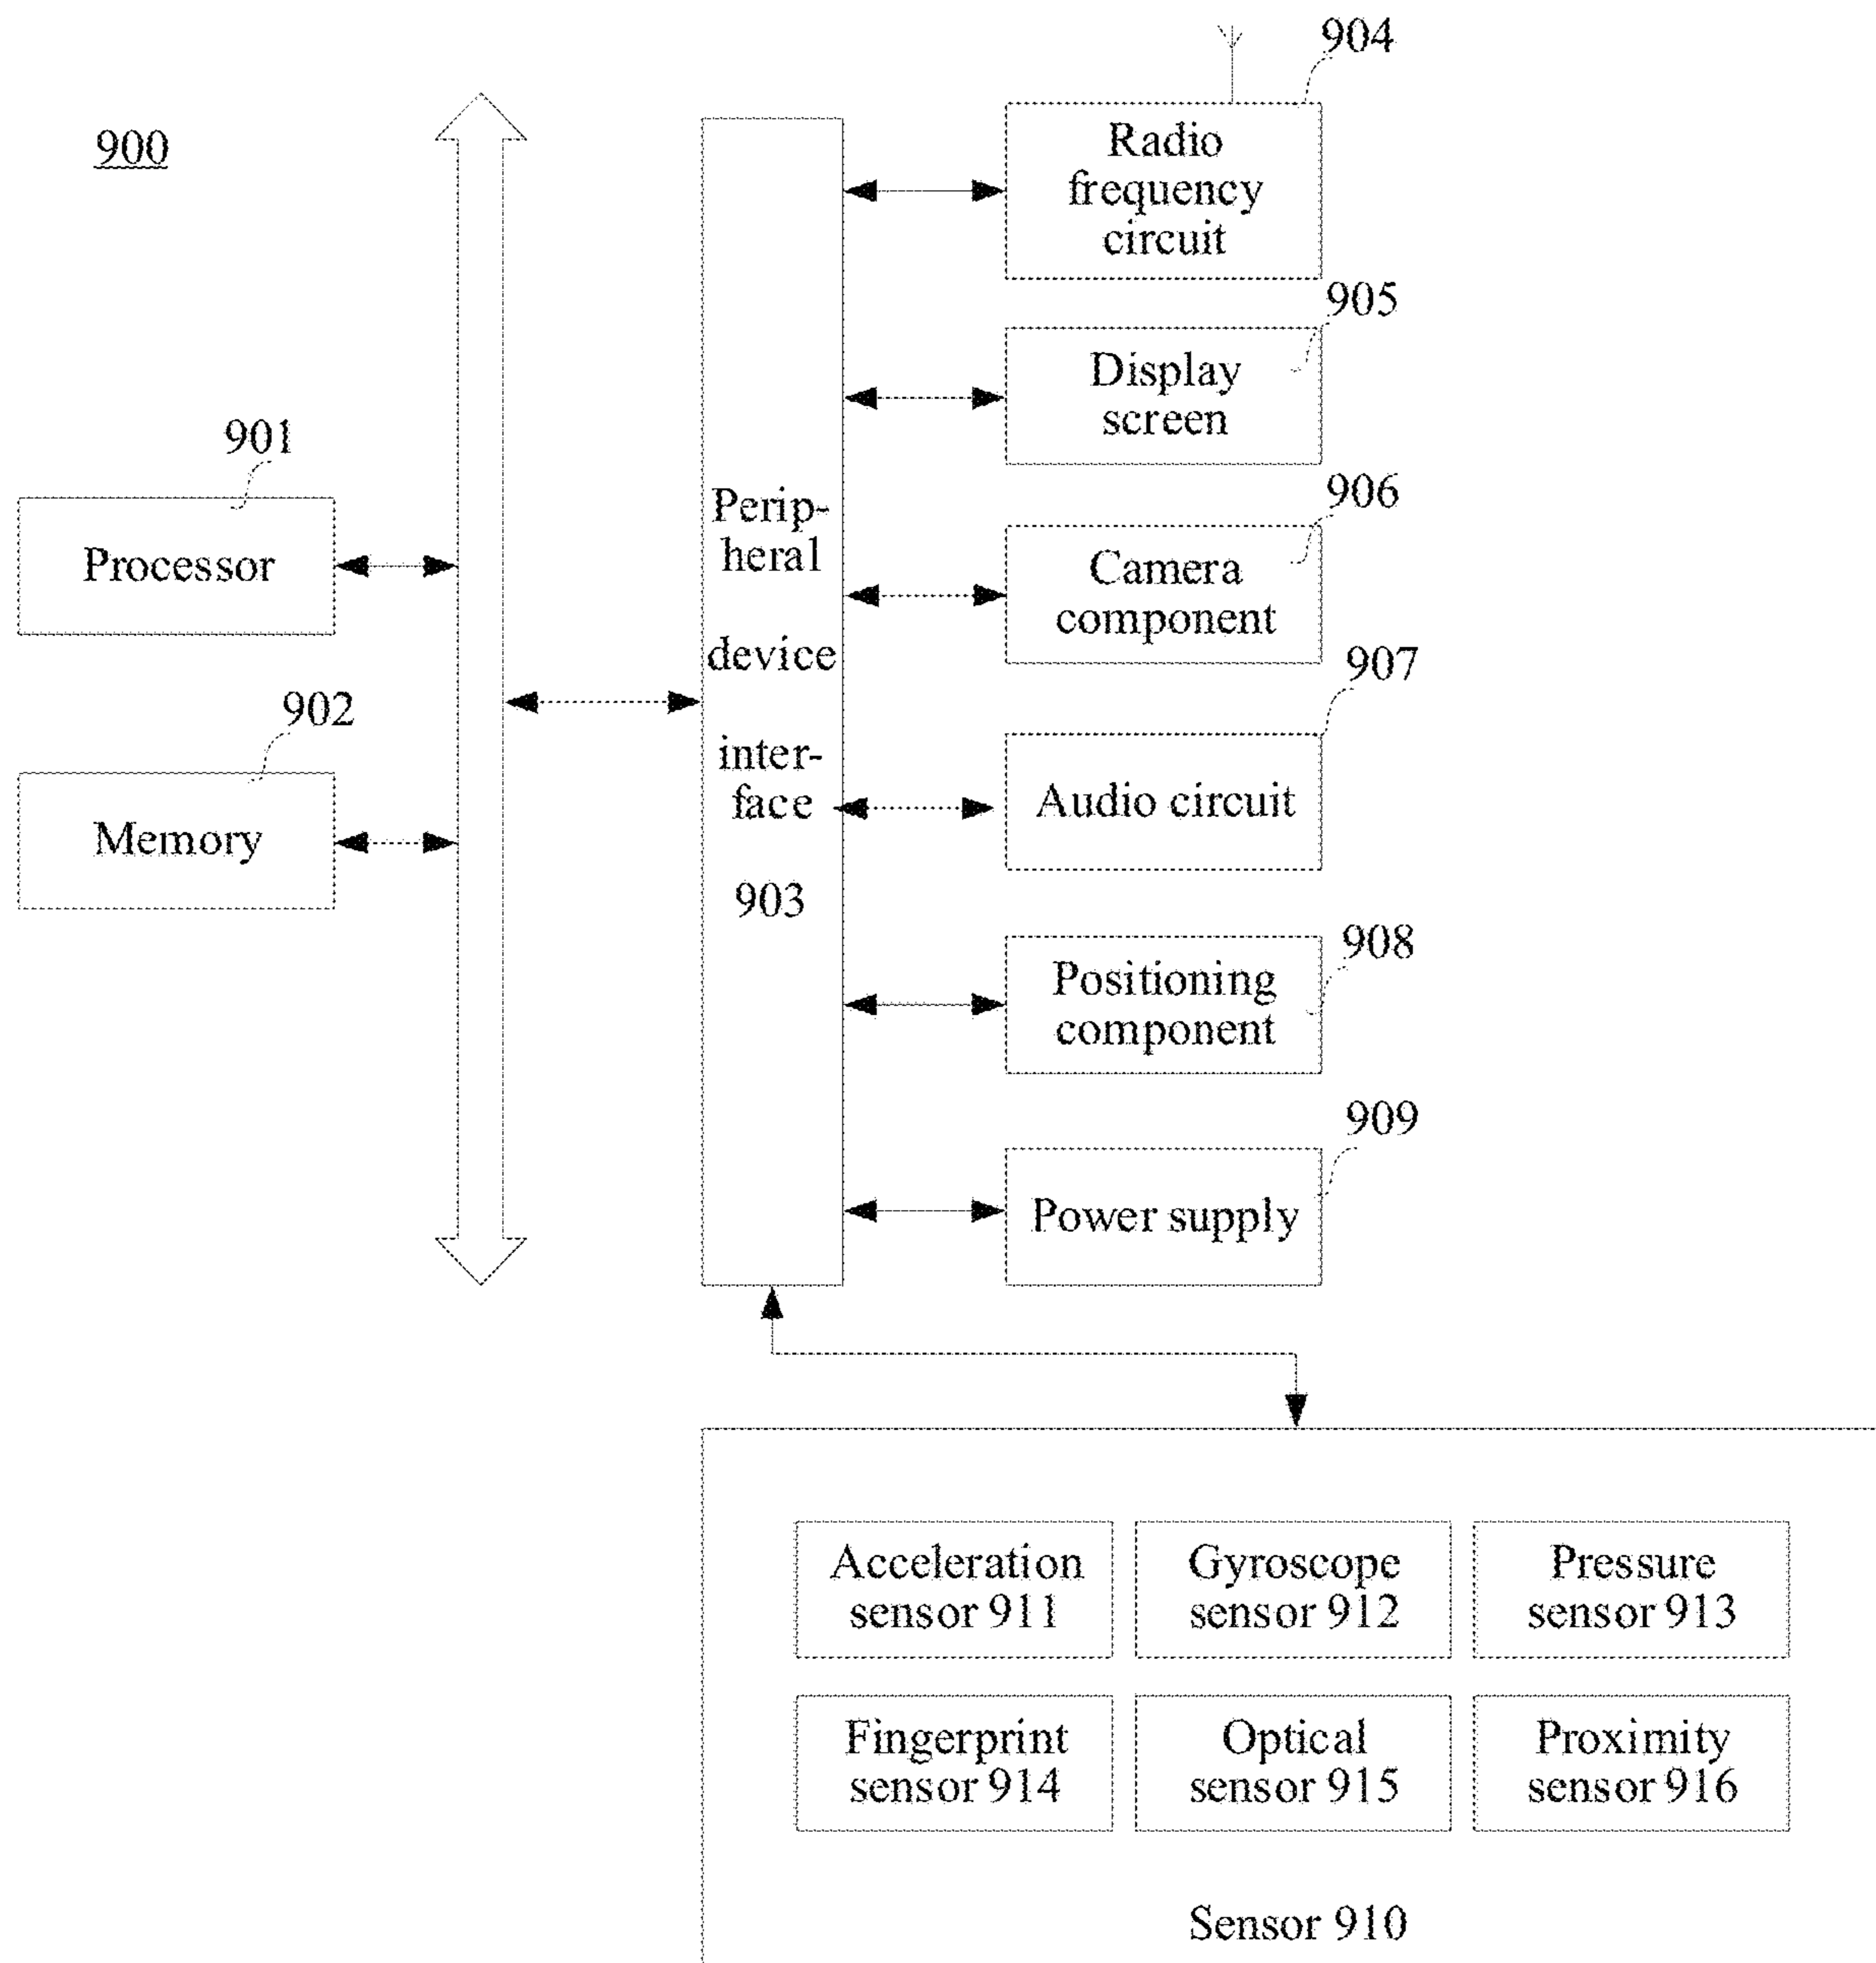 900
904
Radio
frequency
circuit
905
Display
screen
901
Processor
906
Camera
component
Periph-
heral
device
inter-
face
903
902
Memory
907
Audio circuit
908
Positioning
component
909
Power supply
Acceleration
sensor 911
Gyroscope
sensor 912
Pressure
sensor 913
Fingerprint
sensor 914
Optical
sensor 915
Proximity
sensor 916
Sensor 910